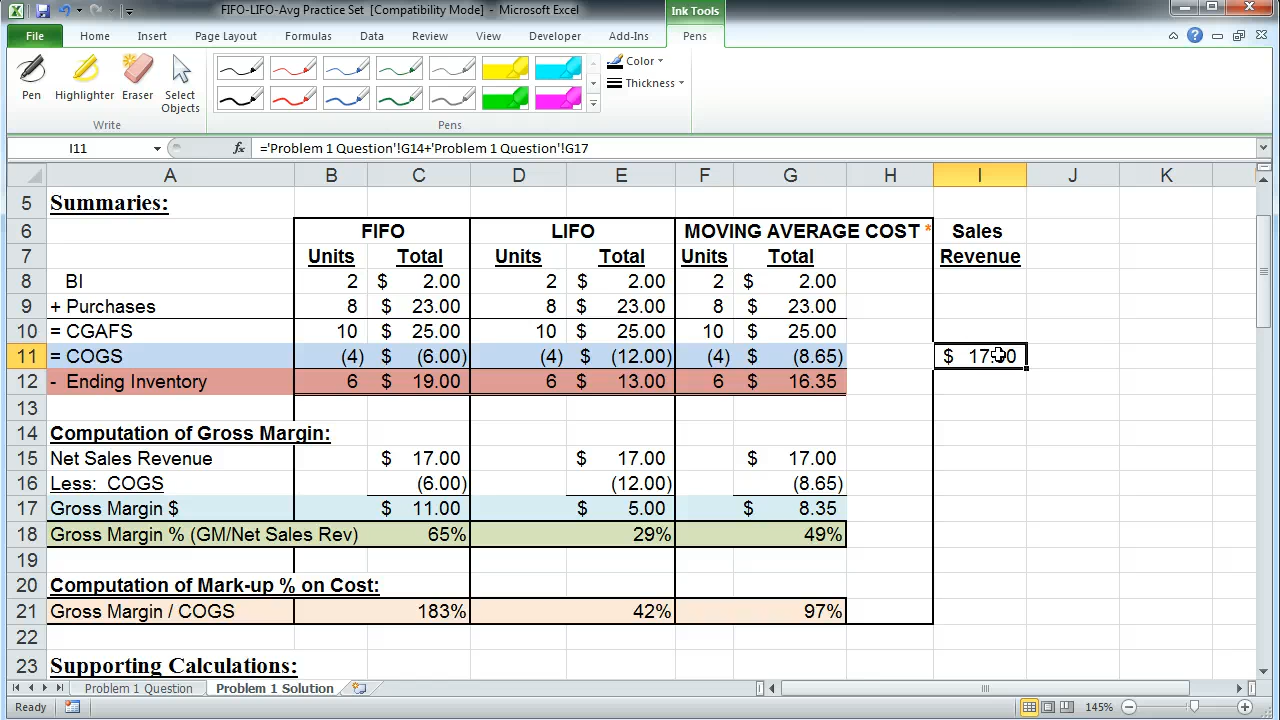 FIFO-LIFO-Avg Practice Set [Compatibility Mode] - Microsoft Excel
Ink Tools
File Home Insert Page Layout Formulas Data Review View Developer Add-Ins Pens
Pen Highlighter Eraser Select Objects
Color
Thickness
Write Pens
I11 fx ='Problem 1 Question'!G14+'Problem 1 Question'!G17
A B C D E F G H I J K
5 Summaries:
6 FIFO LIFO MOVING AVERAGE COST * Sales
7 Units Total Units Total Units Total Revenue
8 BI 2 $ 2.00 2 $ 2.00 2 $ 2.00
9 + Purchases 8 $ 23.00 8 $ 23.00 8 $ 23.00
10 = CGAFS 10 $ 25.00 10 $ 25.00 10 $ 25.00
11 = COGS (4) $ (6.00) (4) $ (12.00) (4) $ (8.65) $ 17.00
12 - Ending Inventory 6 $ 19.00 6 $ 13.00 6 $ 16.35
13
14 Computation of Gross Margin:
15 Net Sales Revenue $ 17.00 $ 17.00 $ 17.00
16 Less: COGS (6.00) (12.00) (8.65)
17 Gross Margin $ $ 11.00 $ 5.00 $ 8.35
18 Gross Margin % (GM/Net Sales Rev) 65% 29% 49%
19
20 Computation of Mark-up % on Cost:
21 Gross Margin / COGS 183% 42% 97%
22
23 Supporting Calculations:
Problem 1 Question Problem 1 Solution
Ready 145%